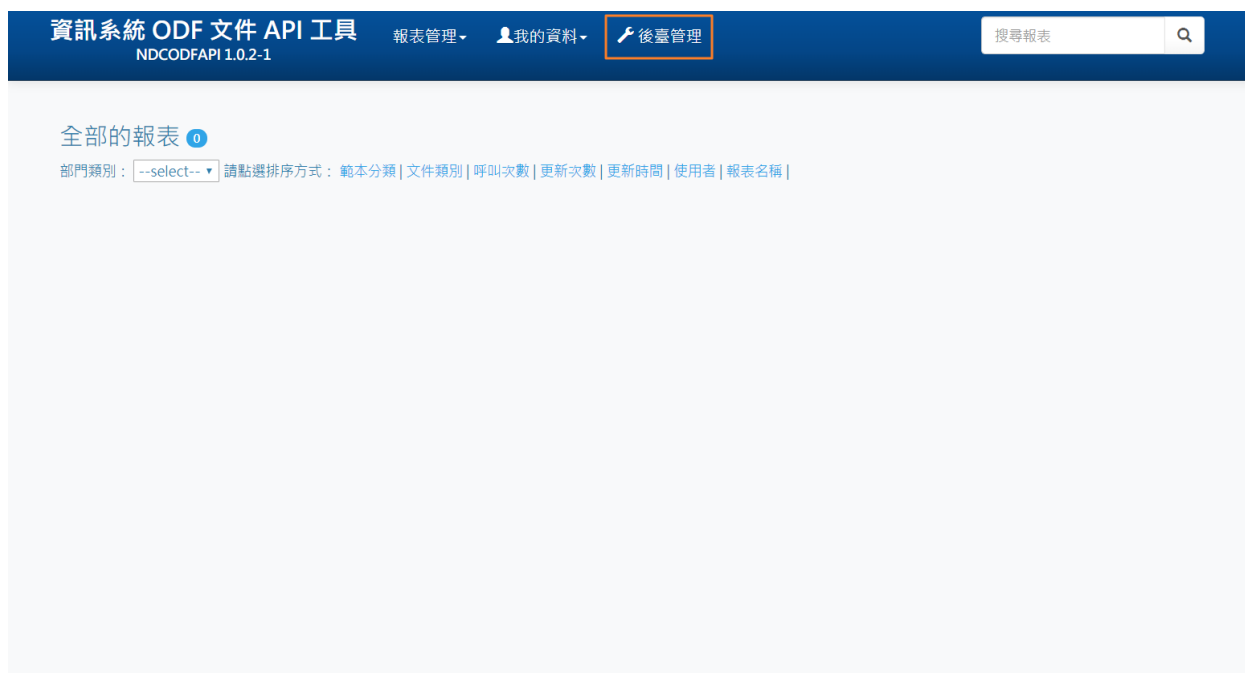 資訊系統 ODF 文件 API 工具
NDCODFAPI 1.0.2-1
報表管理 我的資料 後臺管理 搜尋報表
全部的報表 0
部門類別： --select-- 請點選排序方式： 範本分類 | 文件類別 | 呼叫次數 | 更新次數 | 更新時間 | 使用者 | 報表名稱 |